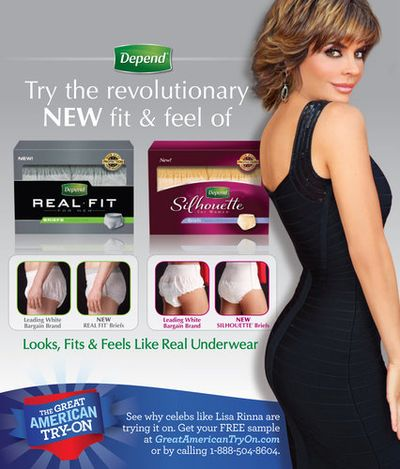 Depend
Try the revolutionary
NEW fit & feel of
NEW!
Depend
REAL FIT
FOR MEN
BRIEFS
New!
Depend
Silhouette
FOR WOMEN
Briefs
Leading White
Bargain Brand
NEW
REAL FIT® Briefs
Leading White
Bargain Brand
NEW
SILHOUETTE® Briefs
Looks, Fits & Feels Like Real Underwear
THE GREAT
AMERICAN
TRY-ON
See why celebs like Lisa Rinna are
trying it on. Get your FREE sample
at GreatAmericanTryOn.com
or by calling 1-888-504-8604.